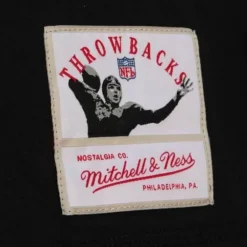 THROWBACKS
NFL
NOSTALGIA CO.
Mitchell & Ness
PHILADELPHIA, PA.